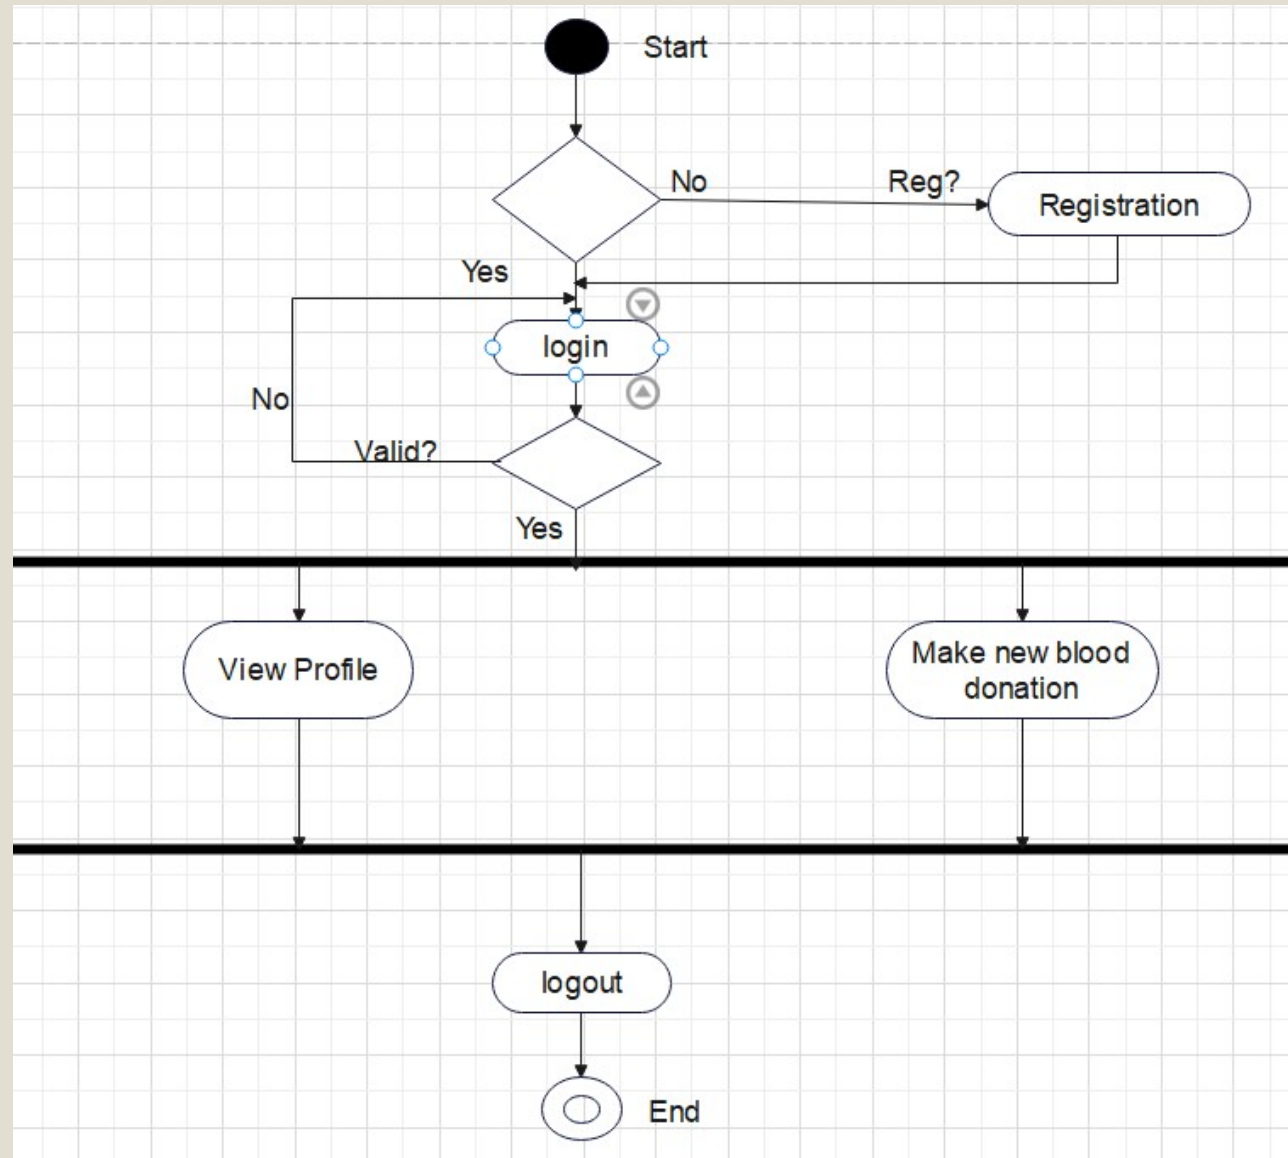 Start
No
Reg?
Registration
Yes
login
No
Valid?
Yes
View Profile
Make new blood
donation
logout
End